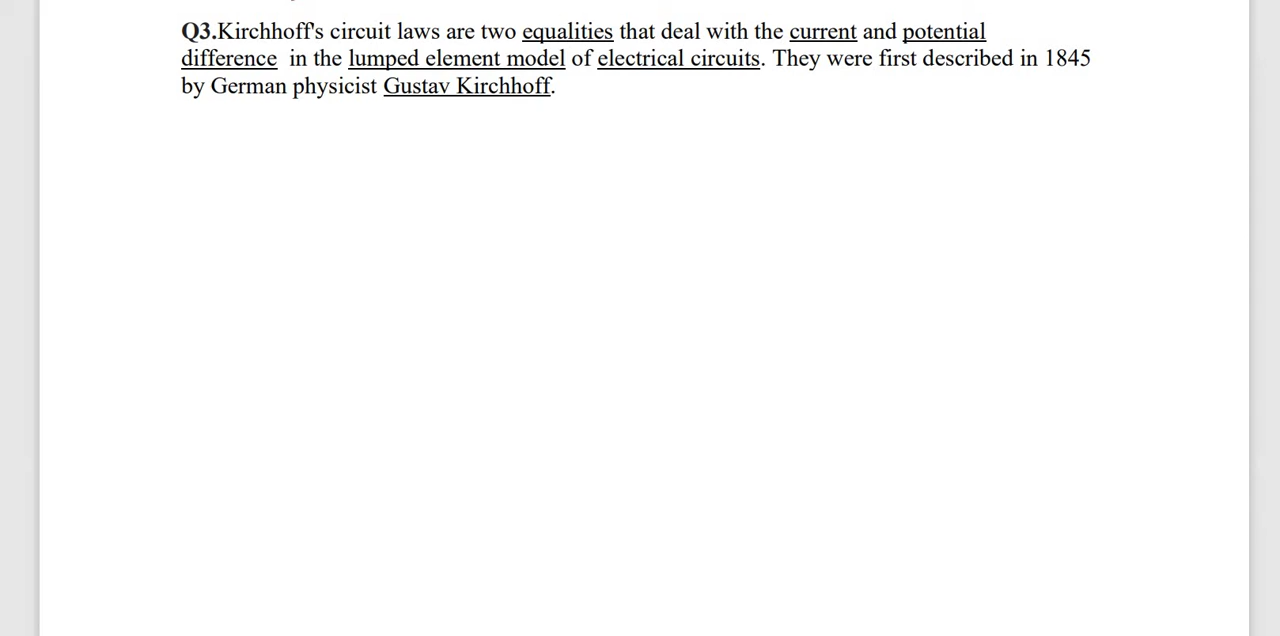 Q3.Kirchhoff's circuit laws are two equalities that deal with the current and potential
difference  in the lumped element model of electrical circuits. They were first described in 1845
by German physicist Gustav Kirchhoff.